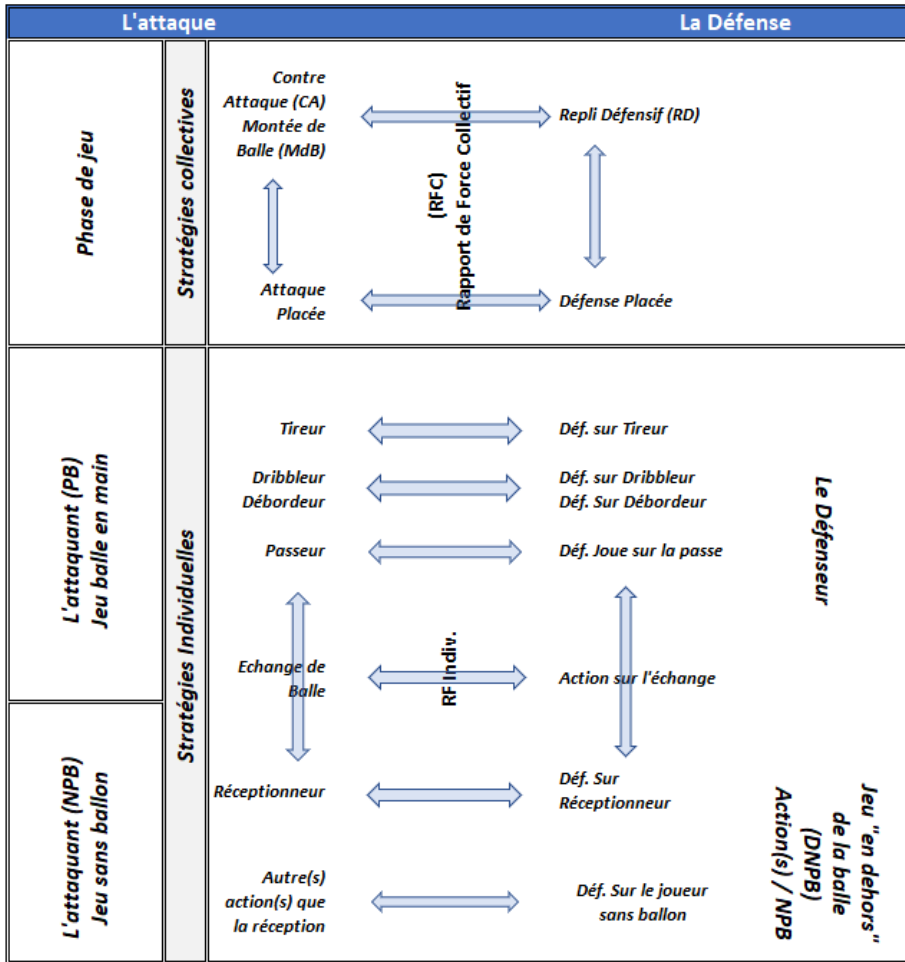 L'attaque
La Défense
Phase de jeu
Stratégies collectives
Contre
Attaque (CA)
Montée de
Balle (MdB)
Rapport de Force Collectif
(RFC)
Repli Défensif (RD)
Attaque
Placée
Défense Placée
L'attaquant (PB)
Jeu balle en main
Stratégies Individuelles
Tireur
Déf. sur Tireur
Dribbleur
Débordeur
Déf. sur Dribbleur
Déf. Sur Débordeur
Le Défenseur
Passeur
Déf. Joue sur la passe
Echange de
Balle
RF Indiv.
Action sur l'échange
L'attaquant (NPB)
Jeu sans ballon
Réceptionneur
Déf. Sur
Réceptionneur
Jeu "en dehors"
de la balle
(DNPB)
Action(s) / NPB
Autre(s)
action(s) que
la réception
Déf. Sur le joueur
sans ballon